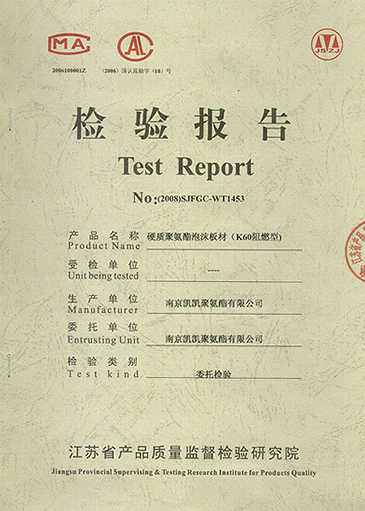 MA
AL
JSZJ
2006100001Z (2006)国认监验字(10)号
检验报告
Test Report
No:(2008)SJFGC-WT1453
产品名称 硬质聚氨酯泡沫板材(K60阻燃型)
Product Name
受检单位 ----
Unit being tested
生产单位 南京凯凯聚氨酯有限公司
Manufacturer
委托单位 南京凯凯聚氨酯有限公司
Entrusting Unit
检验类别 委托检验
Test kind
江苏省产品质量监督检验研究院
Jiangsu Provincial Supervising & Testing Research Institute for Products Quality
江苏省产品